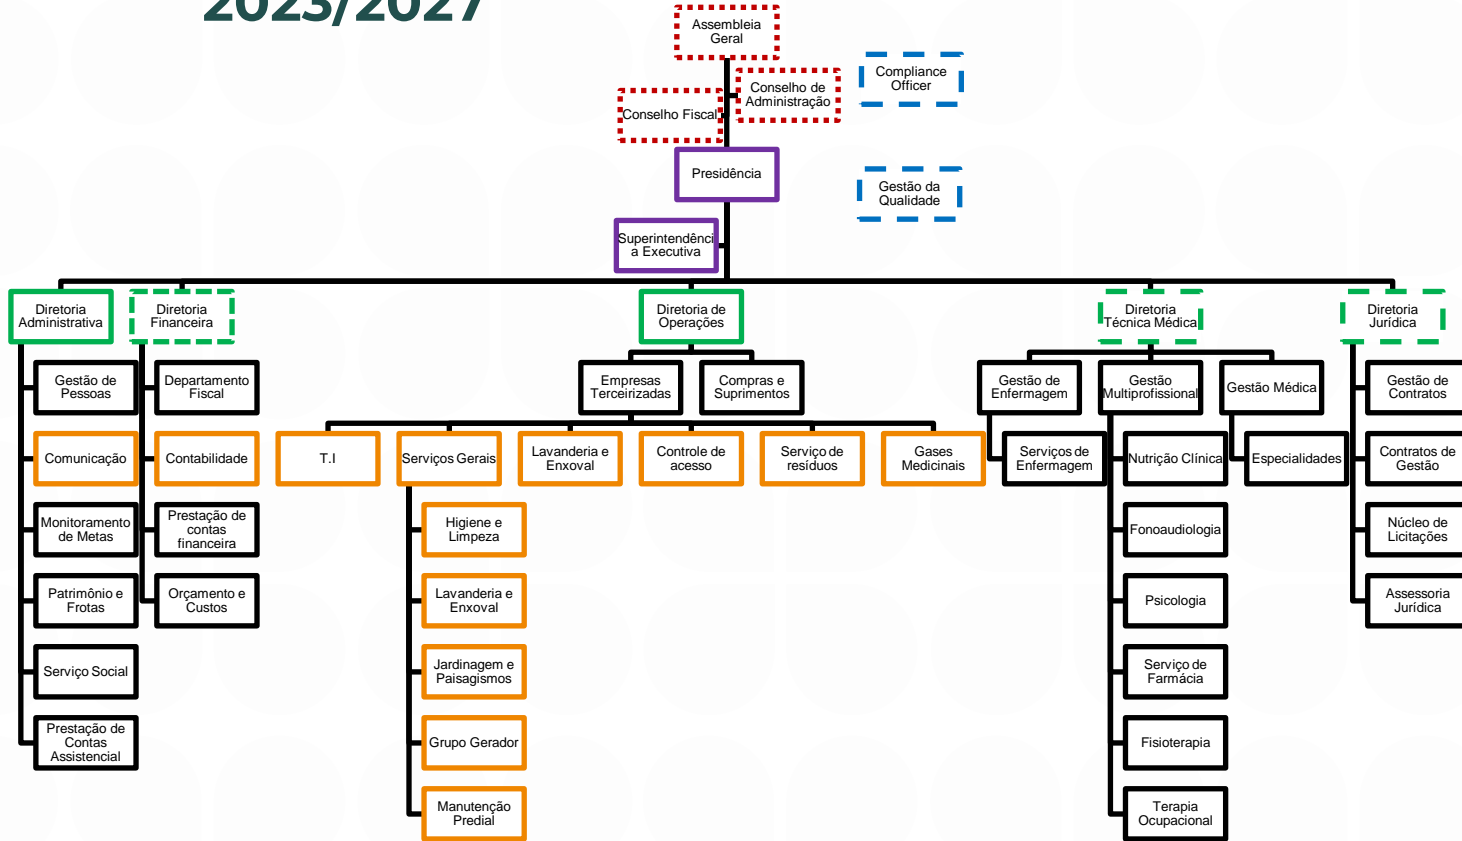 2023/2027
Assembleia
Geral
Compliance
Officer
Conselho de
Administração
Conselho Fiscal
Presidência
Gestão da
Qualidade
Superintendênci
a Executiva
Diretoria
Administrativa
Diretoria
Financeira
Diretoria de
Operações
Diretoria
Técnica Médica
Diretoria
Jurídica
Gestão de
Pessoas
Departamento
Fiscal
Empresas
Terceirizadas
Compras e
Suprimentos
Gestão de
Enfermagem
Gestão
Multiprofissional
Gestão Médica
Gestão de
Contratos
Comunicação
Contabilidade
T.I
Serviços Gerais
Lavanderia e
Enxoval
Controle de
acesso
Serviço de
resíduos
Gases
Medicinais
Serviços de
Enfermagem
Nutrição Clínica
Especialidades
Contratos de
Gestão
Monitoramento
de Metas
Prestação de
contas
financeira
Higiene e
Limpeza
Fonoaudiologia
Núcleo de
Licitações
Patrimônio e
Frotas
Orçamento e
Custos
Lavanderia e
Enxoval
Psicologia
Assessoria
Jurídica
Serviço Social
Jardinagem e
Paisagismos
Serviço de
Farmácia
Prestação de
Contas
Assistencial
Grupo Gerador
Fisioterapia
Manutenção
Predial
Terapia
Ocupacional